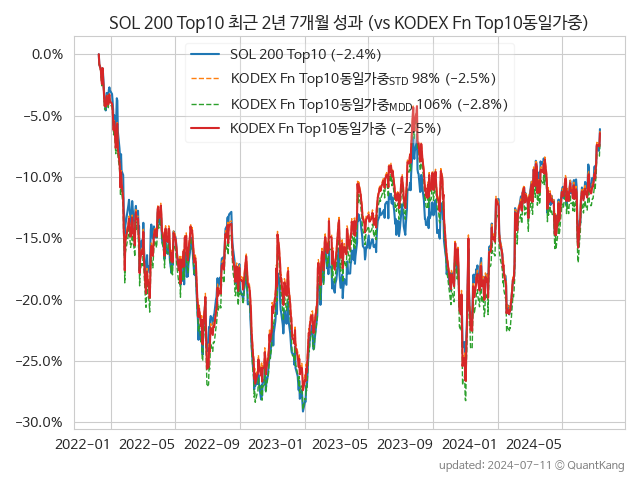 SOL 200 Top10 최근 2년 7개월 성과 (vs KODEX Fn Top10동일가중)
SOL 200 Top10 (−2.4%)
KODEX Fn Top10동일가중STD 98% (−2.5%)
KODEX Fn Top10동일가중MDD 106% (−2.8%)
KODEX Fn Top10동일가중 (−2.5%)
0.0%
−5.0%
−10.0%
−15.0%
−20.0%
−25.0%
−30.0%
2022−01 2022−05 2022−09 2023−01 2023−05 2023−09 2024−01 2024−05
updated: 2024-07-11 © QuantKang